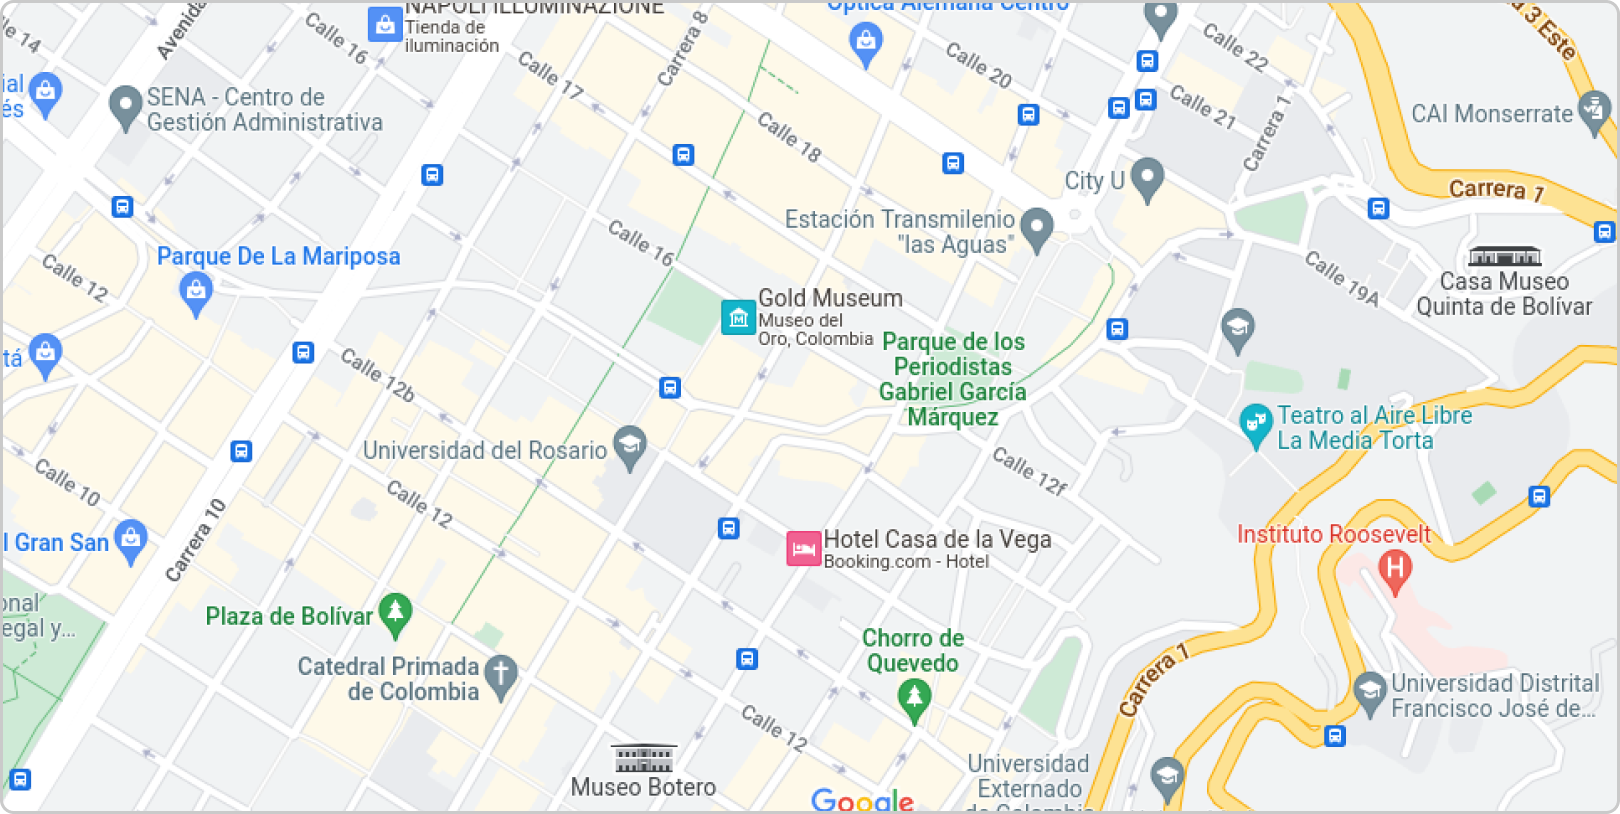 NAPOLI ILLUMINAZIONE
Tienda de
iluminación
Optica Alemana Centro
Avenida
Carrera 8
a 3 Este
le 14
Calle 16
Calle 17
Calle 20
Calle 22
ial
és
SENA - Centro de
Gestión Administrativa
Calle 18
Calle 21
Carrera 1
CAI Monserrate
City U
Carrera 1
Estación Transmilenio
"las Aguas"
Parque De La Mariposa
Calle 12
Calle 16
Calle 19A
Casa Museo
Quinta de Bolívar
Gold Museum
Museo del
Oro, Colombia
Parque de los
Periodistas
Gabriel García
Márquez
tá
Calle 12b
Universidad del Rosario
Teatro al Aire Libre
La Media Torta
Calle 10
Calle 12
Calle 12f
Carrera 10
l Gran San
Hotel Casa de la Vega
Booking.com - Hotel
Instituto Roosevelt
H
onal
egal y...
Plaza de Bolívar
Catedral Primada
de Colombia
Chorro de
Quevedo
Carrera 1
Universidad Distrital
Francisco José de...
Calle 12
Museo Botero
Google
Universidad
Externado
de Colombia